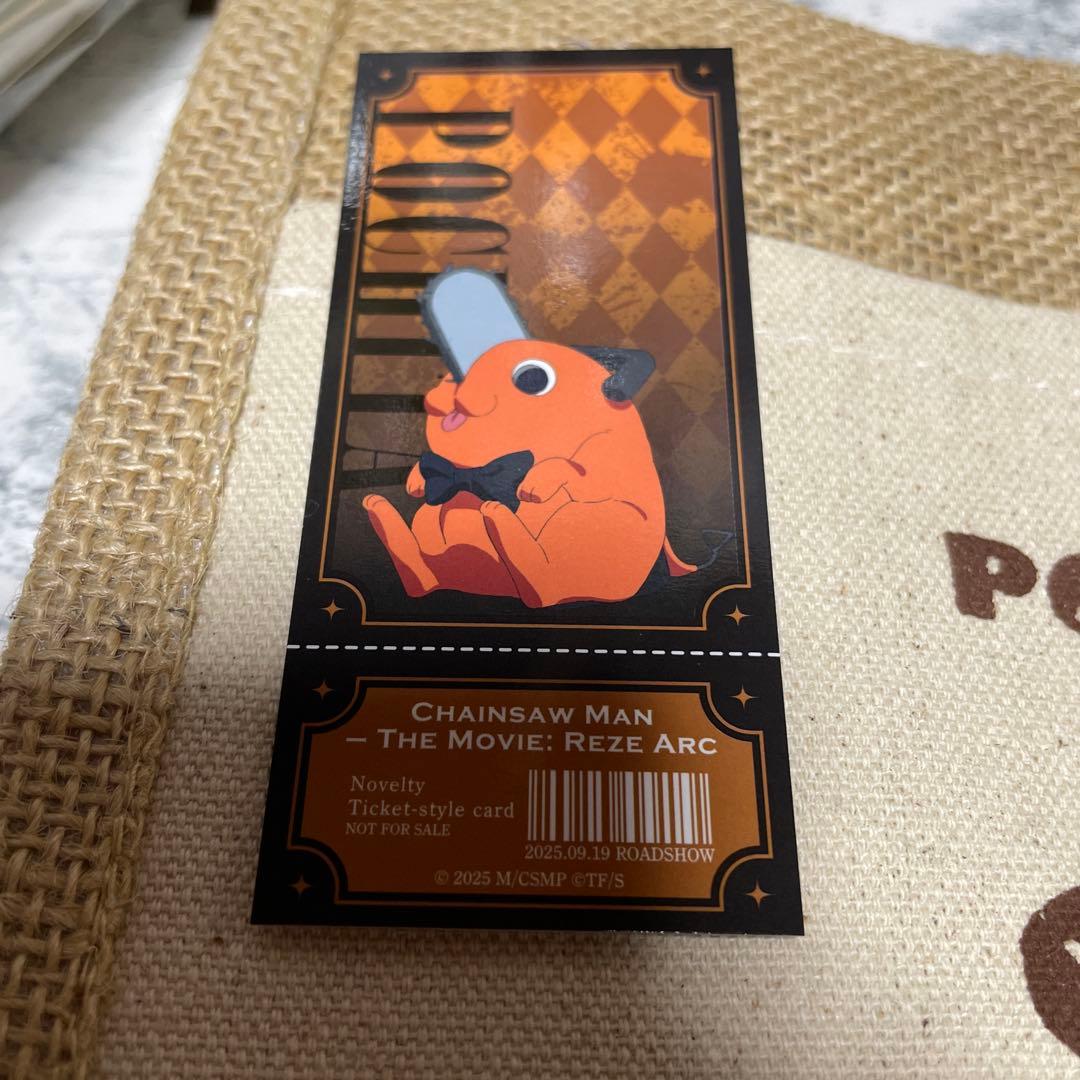 POCHITA
CHAINSAW MAN
– THE MOVIE: REZE ARC
Novelty
Ticket-style card
NOT FOR SALE
2025.09.19 ROADSHOW
© 2025 M/CSMP ©TF/S